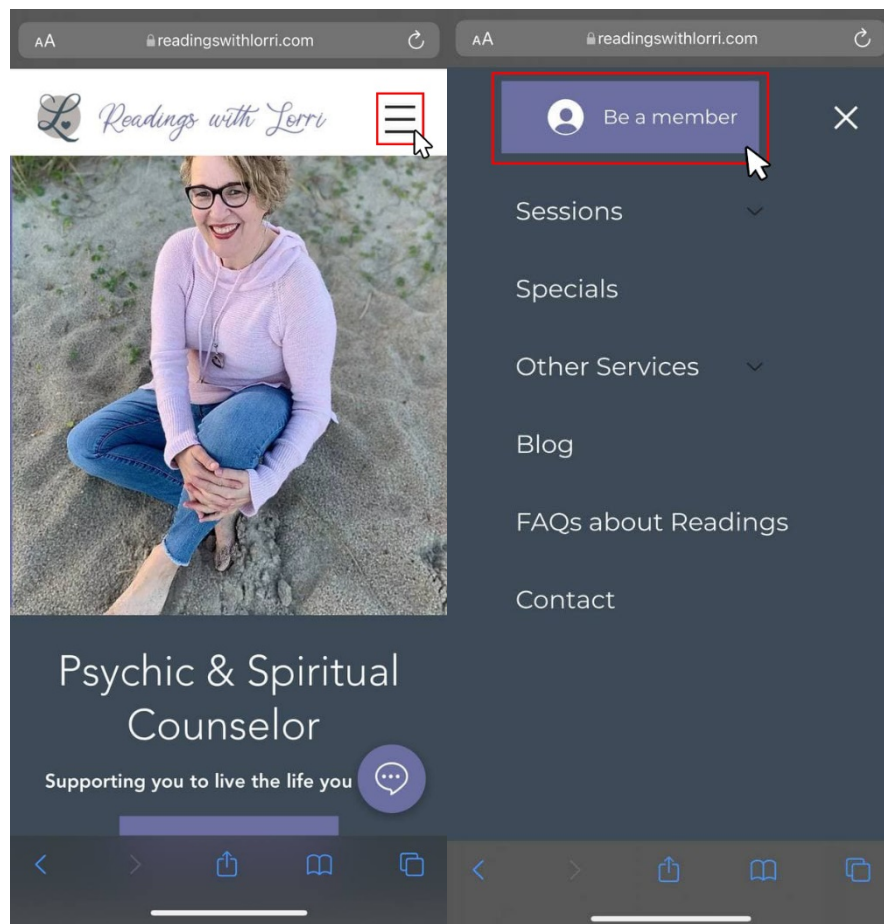 AA readingswithlorri.com
Readings with Lorri
Psychic & Spiritual
Counselor
Supporting you to live the life you
AA readingswithlorri.com
Be a member
Sessions
Specials
Other Services
Blog
FAQs about Readings
Contact